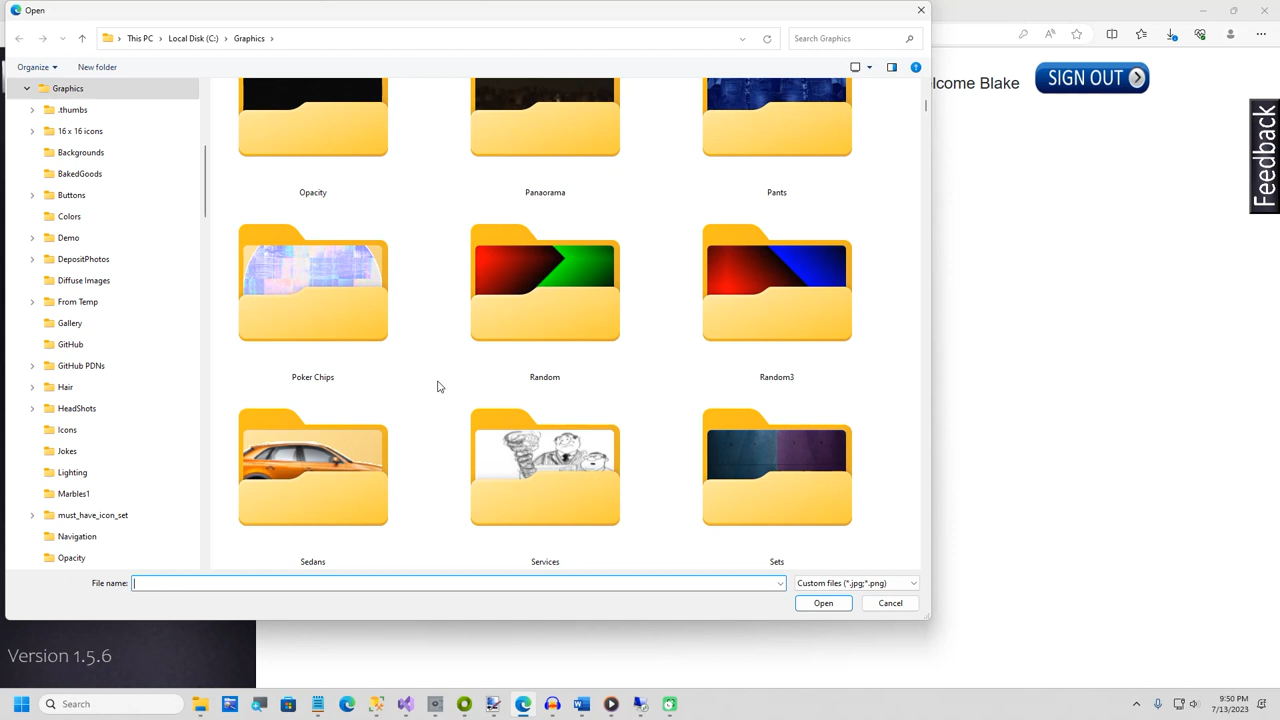 Open
This PC
Local Disk (C:)
Graphics
Search Graphics
Organize
New folder
Graphics
.thumbs
16 x 16 icons
Backgrounds
BakedGoods
Buttons
Colors
Demo
DepositPhotos
Diffuse Images
From Temp
Gallery
GitHub
GitHub PDNs
Hair
HeadShots
Icons
Jokes
Lighting
Marbles1
must_have_icon_set
Navigation
Opacity
Opacity
Panaorama
Pants
Poker Chips
Random
Random3
Sedans
Services
Sets
File name:
Custom files (*.jpg;*.png)
Open
Cancel
lcome Blake
SIGN OUT
Feedback
Version 1.5.6
Search
9:50 PM
7/13/2023